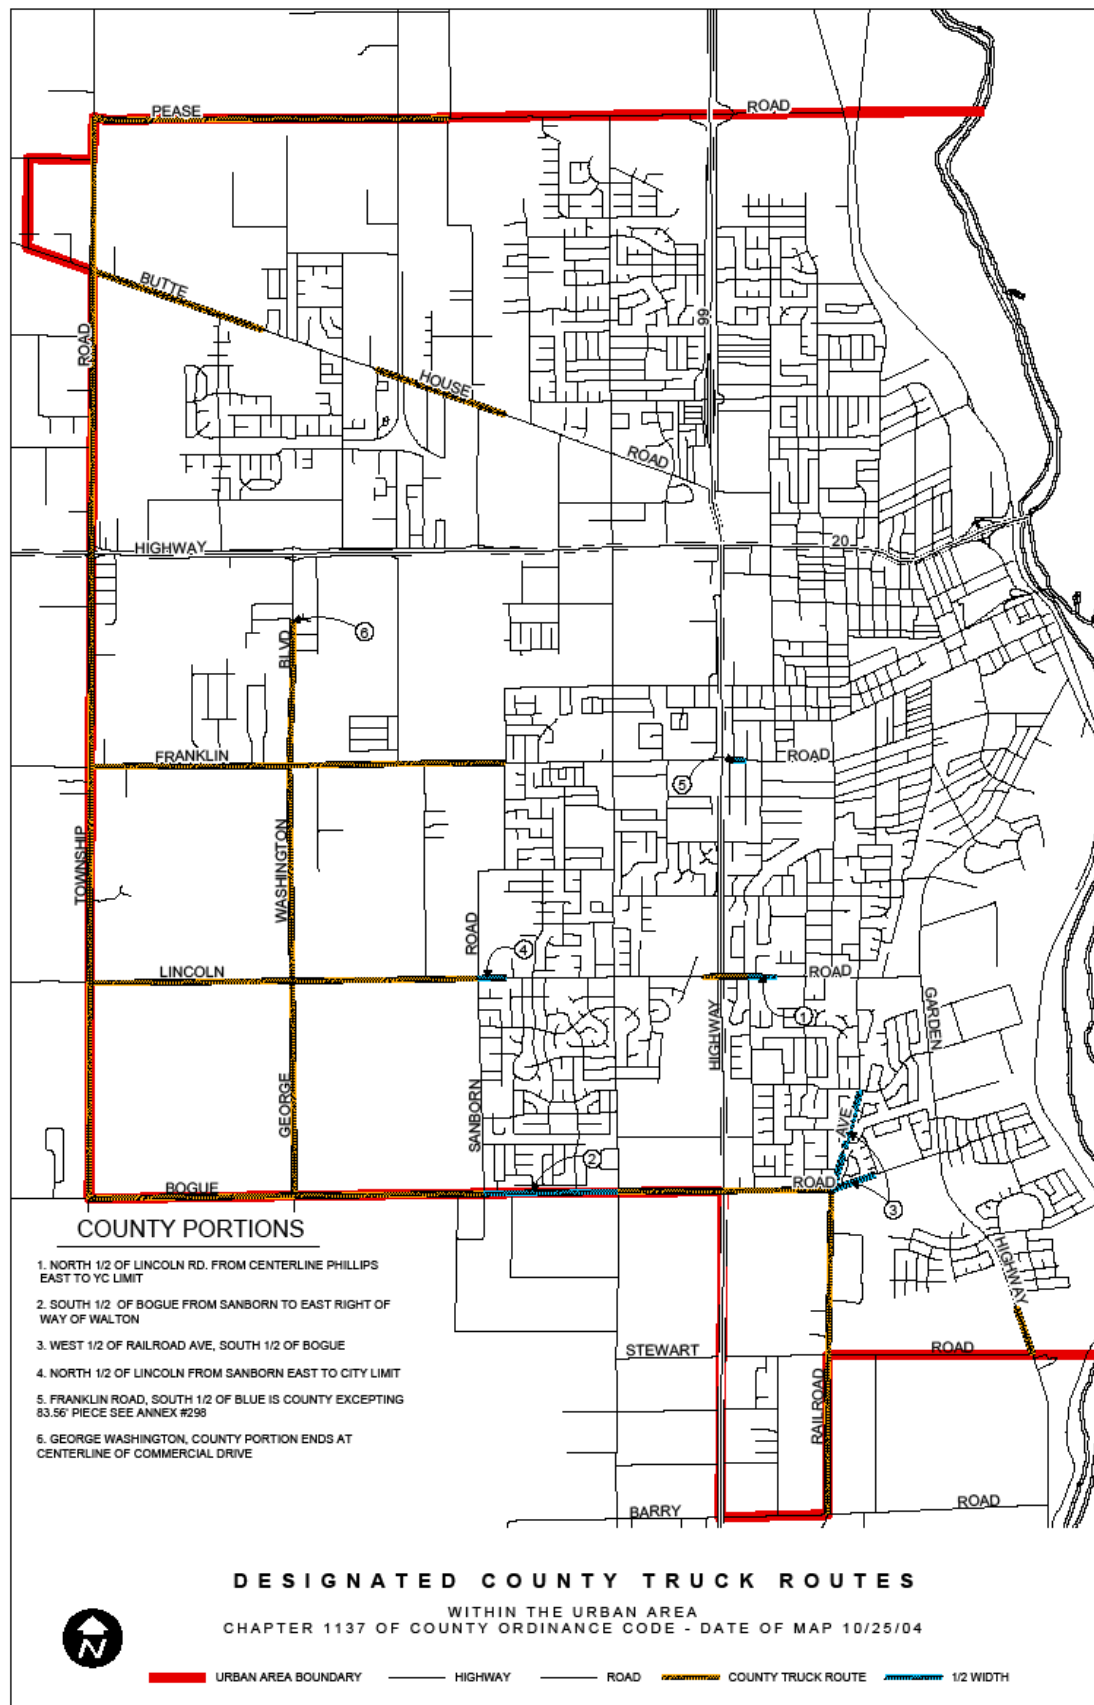 PEASE
ROAD
BUTTE
ROAD
99
HOUSE
ROAD
HIGHWAY
20
6
BLVD
FRANKLIN
ROAD
5
TOWNSHIP
WASHINGTON
ROAD
4
LINCOLN
ROAD
1
HIGHWAY
GARDEN
GEORGE
SANBORN
AVE
2
BOGUE
ROAD
3
HIGHWAY
STEWART
ROAD
RAILROAD
BARRY
ROAD
COUNTY PORTIONS
1. NORTH 1/2 OF LINCOLN RD. FROM CENTERLINE PHILLIPS
EAST TO YC LIMIT
2. SOUTH 1/2 OF BOGUE FROM SANBORN TO EAST RIGHT OF
WAY OF WALTON
3. WEST 1/2 OF RAILROAD AVE, SOUTH 1/2 OF BOGUE
4. NORTH 1/2 OF LINCOLN FROM SANBORN EAST TO CITY LIMIT
5. FRANKLIN ROAD, SOUTH 1/2 OF BLUE IS COUNTY EXCEPTING
83.56' PIECE SEE ANNEX #298
6. GEORGE WASHINGTON, COUNTY PORTION ENDS AT
CENTERLINE OF COMMERCIAL DRIVE
DESIGNATED COUNTY TRUCK ROUTES
WITHIN THE URBAN AREA
CHAPTER 1137 OF COUNTY ORDINANCE CODE - DATE OF MAP 10/25/04
N
URBAN AREA BOUNDARY
HIGHWAY
ROAD
COUNTY TRUCK ROUTE
1/2 WIDTH